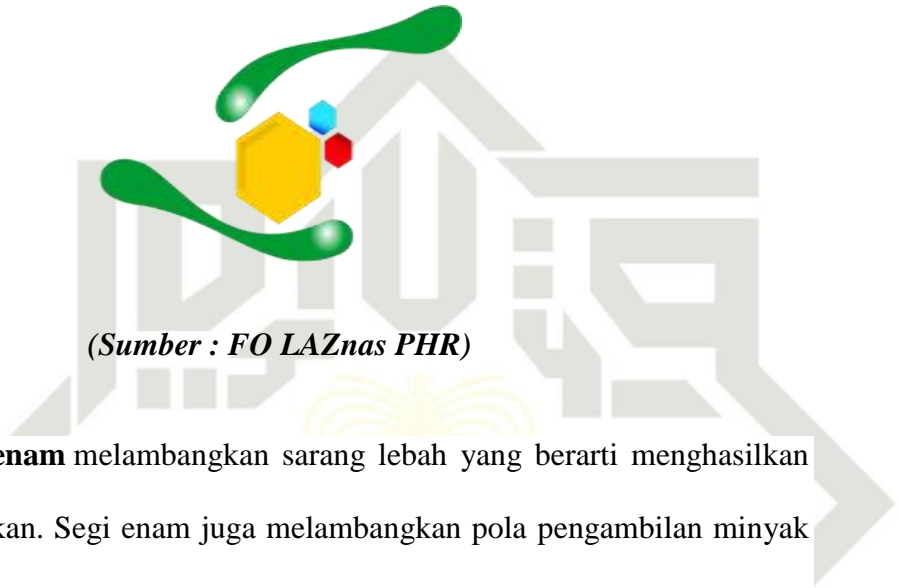 (Sumber : FO LAZnas PHR)
enam melambangkan sarang lebah yang berarti menghasilkan
kan. Segi enam juga melambangkan pola pengambilan minyak